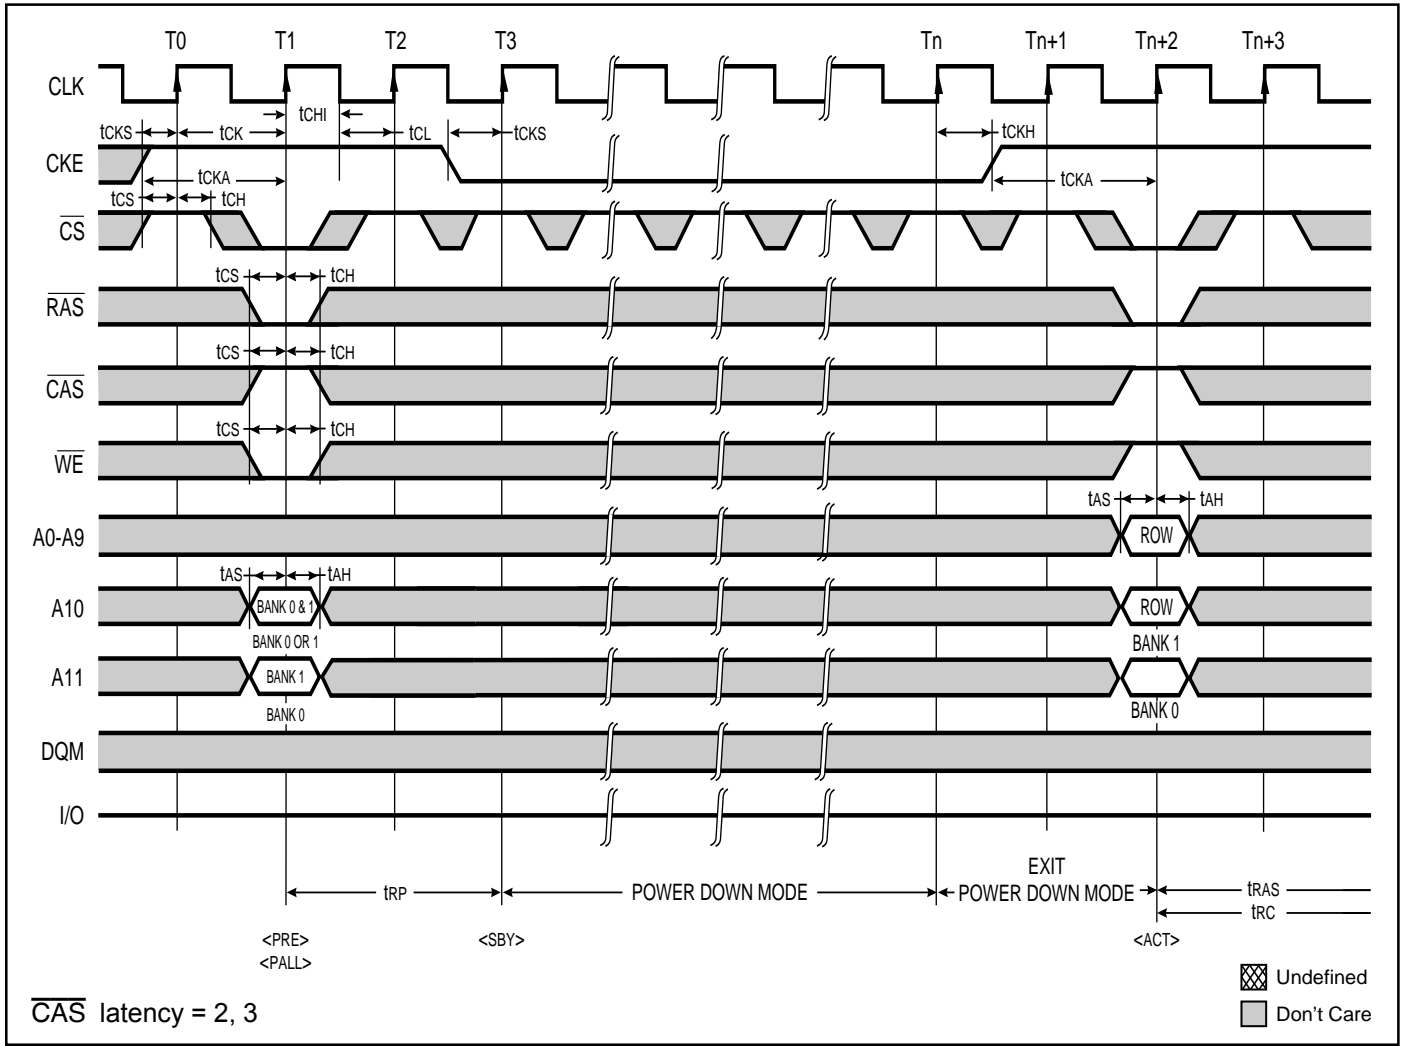 T0 T1 T2 T3 Tn Tn+1 Tn+2 Tn+3
CLK
tCHI
tCKS tCK tCL tCKS tCKH
CKE
tCKA tCKA
tCS tCH
CS
tCS tCH
RAS
tCS tCH
CAS
tCS tCH
WE
tAS tAH
A0-A9 ROW
tAS tAH
A10 BANK 0 & 1 ROW
BANK 0 OR 1 BANK 1
A11 BANK 1
BANK 0 BANK 0
DQM
I/O
EXIT
tRP POWER DOWN MODE POWER DOWN MODE tRAS
tRC
<PRE> <SBY> <ACT>
<PALL>
Undefined
CAS latency = 2, 3 Don't Care